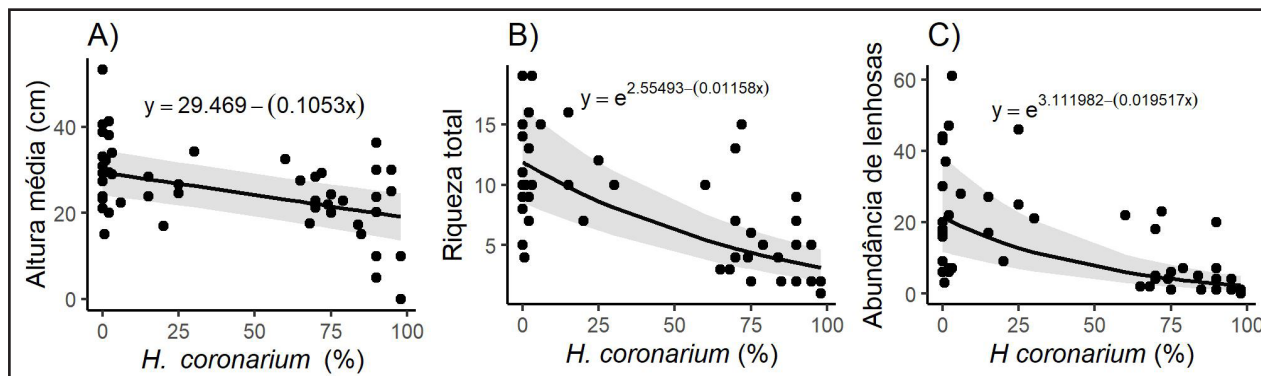 A)
y = 29.469 − (0.1053x)
Altura média (cm)
40
20
0
0 25 50 75 100
H. coronarium (%)
B)
y = e^2.55493−(0.01158x)
Riqueza total
15
10
5
0 25 50 75 100
H. coronarium (%)
C)
y = e^3.111982−(0.019517x)
Abundância de lenhosas
60
40
20
0
0 25 50 75 100
H coronarium (%)